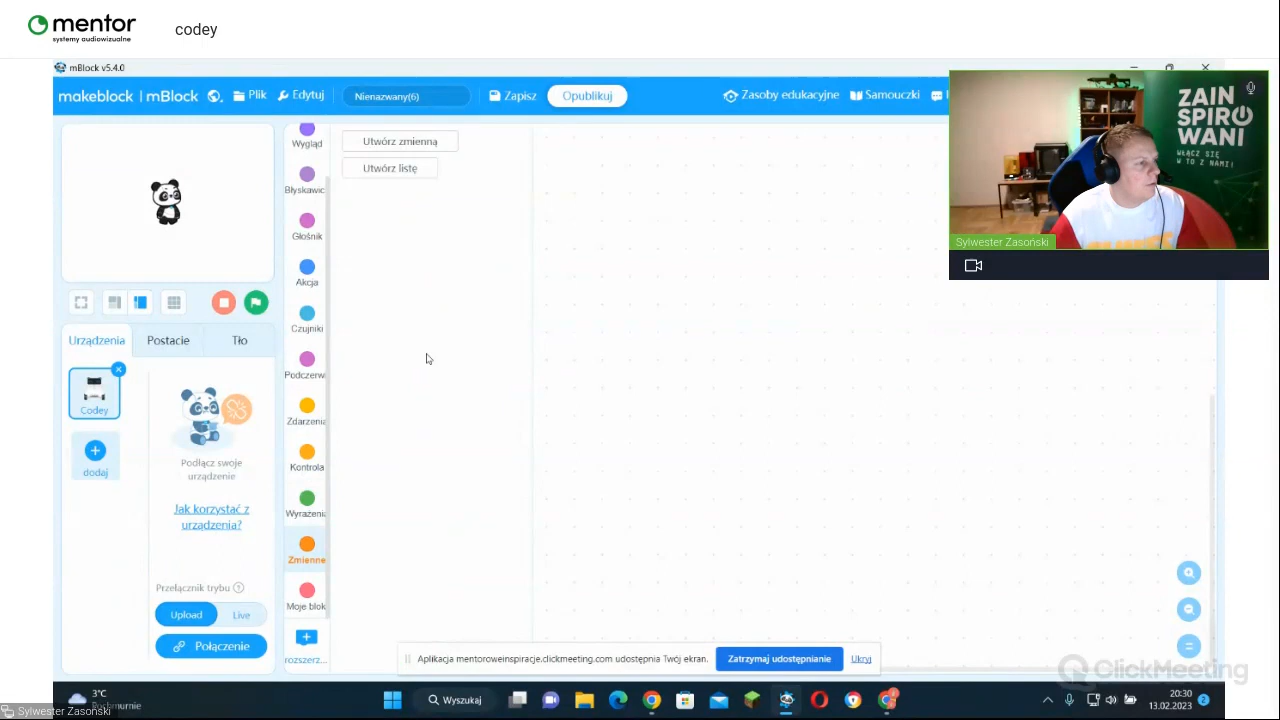 mentor
systemy audiowizualne
codey
mBlock v5.4.0
makeblock | mBlock
Plik
Edytuj
Nienazwany(6)
Zapisz
Opublikuj
Zasoby edukacyjne
Samouczki
ZAIN
SPIROWANI
WŁĄCZ SIĘ
W TO Z NAMI!
Sylwester Zasoński
Wygląd
Błyskawic
Głośnik
Akcja
Czujniki
Podczerw
Zdarzenia
Kontrola
Wyrażenia
Zmienne
Moje blok
rozszerz...
Utwórz zmienną
Utwórz listę
Urządzenia
Postacie
Tło
Codey
dodaj
Podłącz swoje
urządzenie
Jak korzystać z
urządzenia?
Przełącznik trybu
Upload
Live
Połączenie
Aplikacja mentoroweinspiracje.clickmeeting.com udostępnia Twój ekran.
Zatrzymaj udostępnianie
Ukryj
ClickMeeting
3°C
Wyszukaj
20:30
13.02.2023
Sylwester Zasoński